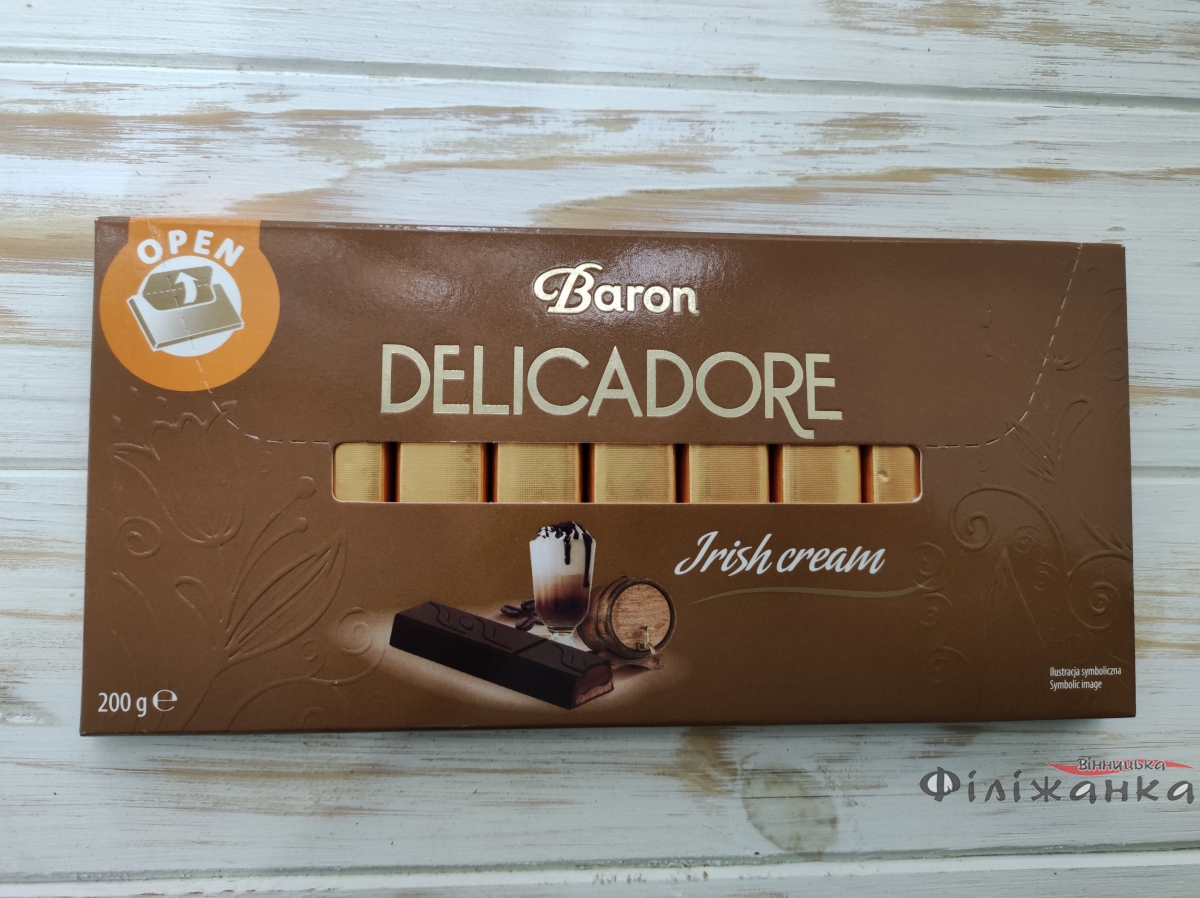 OPEN
Baron
DELICADORE
Irish cream
200 g ℮
Ilustracja symboliczna
Symbolic image
Вінницька
Філіжанка